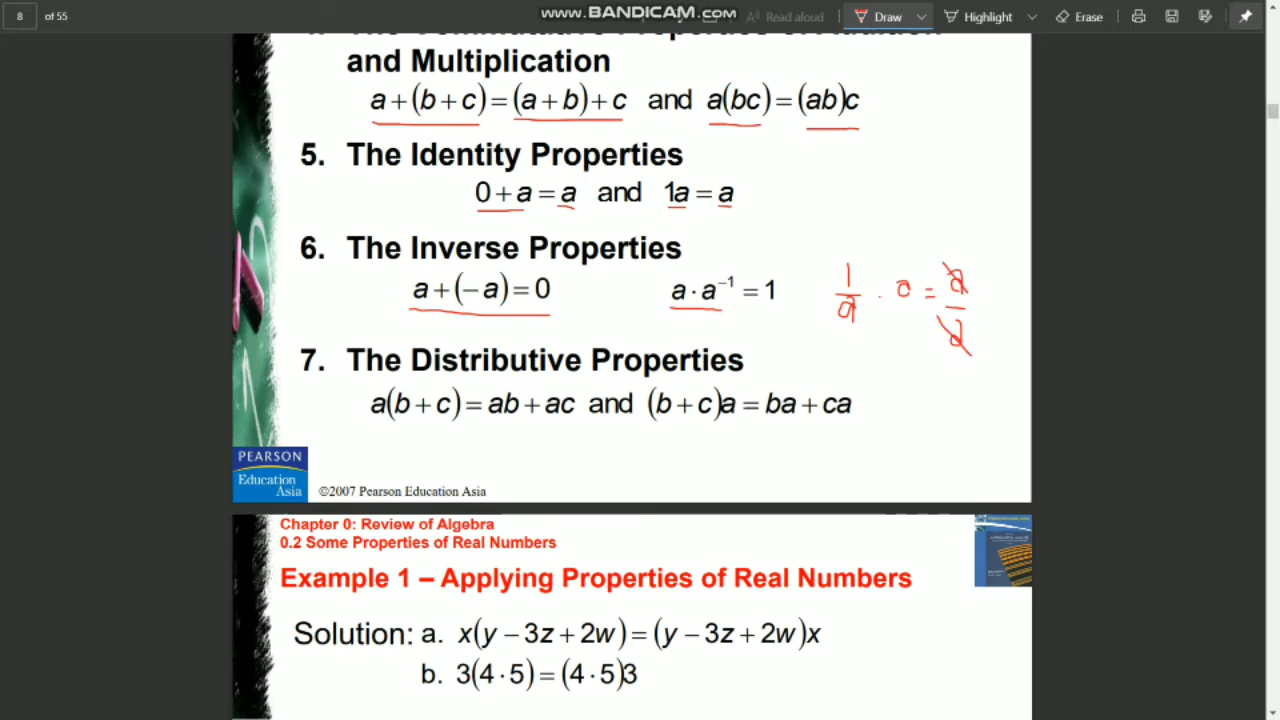 8 of 55
www.BANDICAM.com
Read aloud
Draw
Highlight
Erase
and Multiplication
a + (b + c) = (a + b) + c and a(bc) = (ab)c
5. The Identity Properties
0 + a = a and 1a = a
6. The Inverse Properties
a + (− a) = 0 a · a⁻¹ = 1
1/a · a = a/a
7. The Distributive Properties
a(b + c) = ab + ac and (b + c)a = ba + ca
PEARSON
Education
Asia
©2007 Pearson Education Asia
Chapter 0: Review of Algebra
0.2 Some Properties of Real Numbers
Example 1 – Applying Properties of Real Numbers
Solution: a. x(y − 3z + 2w) = (y − 3z + 2w)x
b. 3(4 · 5) = (4 · 5)3